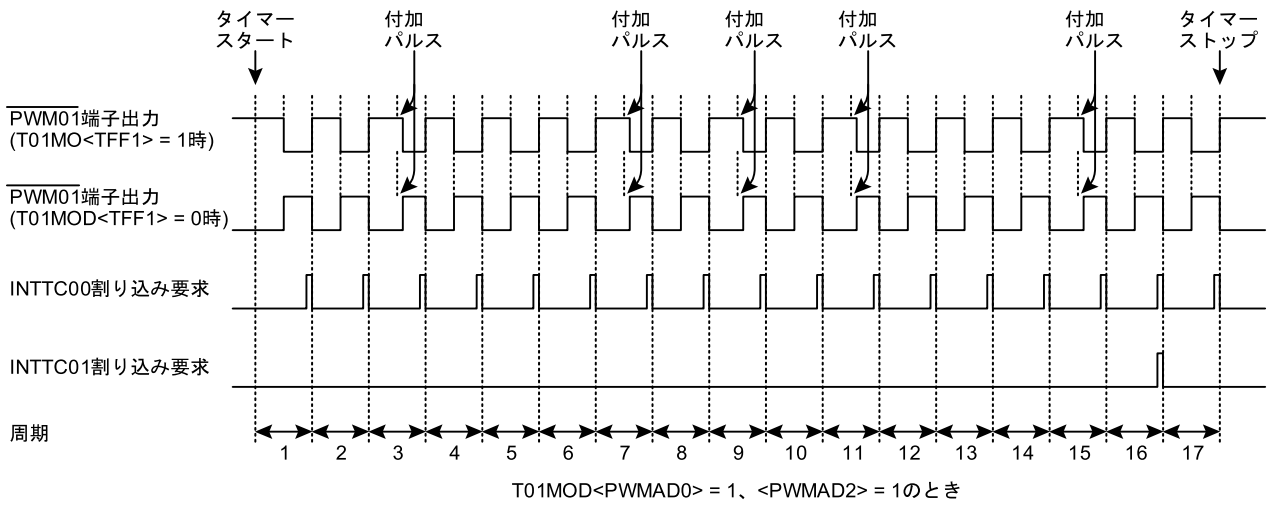 タイマー
スタート
付加
パルス
付加
パルス
付加
パルス
付加
パルス
付加
パルス
タイマー
ストップ
PWM01端子出力
(T01MO<TFF1> = 1時)
PWM01端子出力
(T01MOD<TFF1> = 0時)
INTTC00割り込み要求
INTTC01割り込み要求
周期
1 2 3 4 5 6 7 8 9 10 11 12 13 14 15 16 17
T01MOD<PWMAD0> = 1、<PWMAD2> = 1のとき